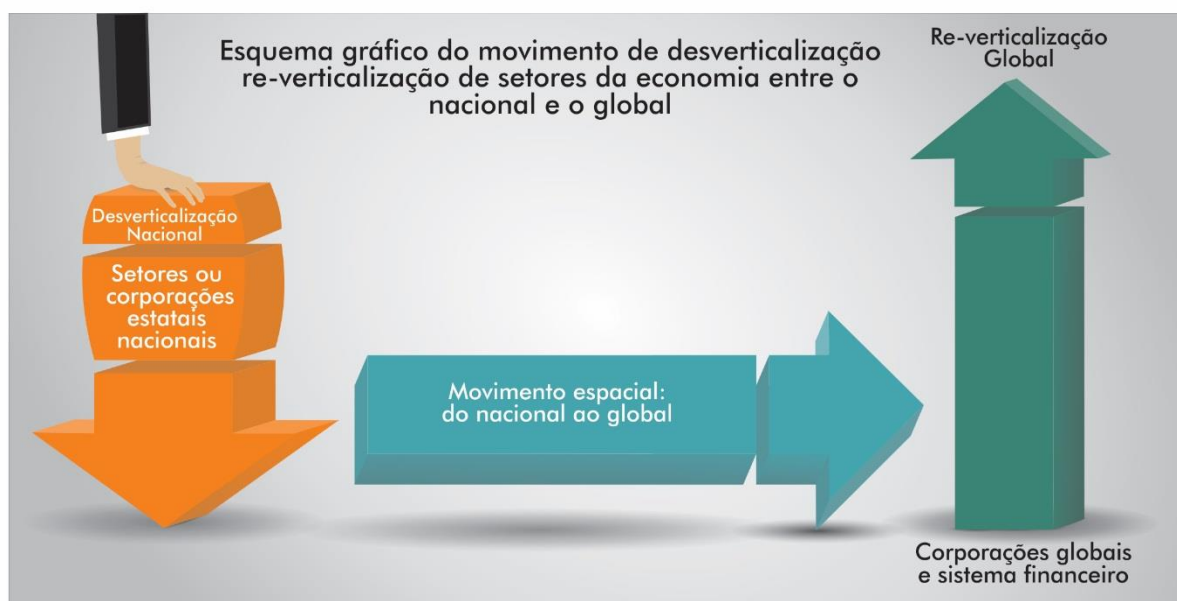 Esquema gráfico do movimento de desverticalização
re-verticalização de setores da economia entre o
nacional e o global
Re-verticalização
Global
Desverticalização
Nacional
Setores ou
corporações
estatais
nacionais
Movimento espacial:
do nacional ao global
Corporações globais
e sistema financeiro